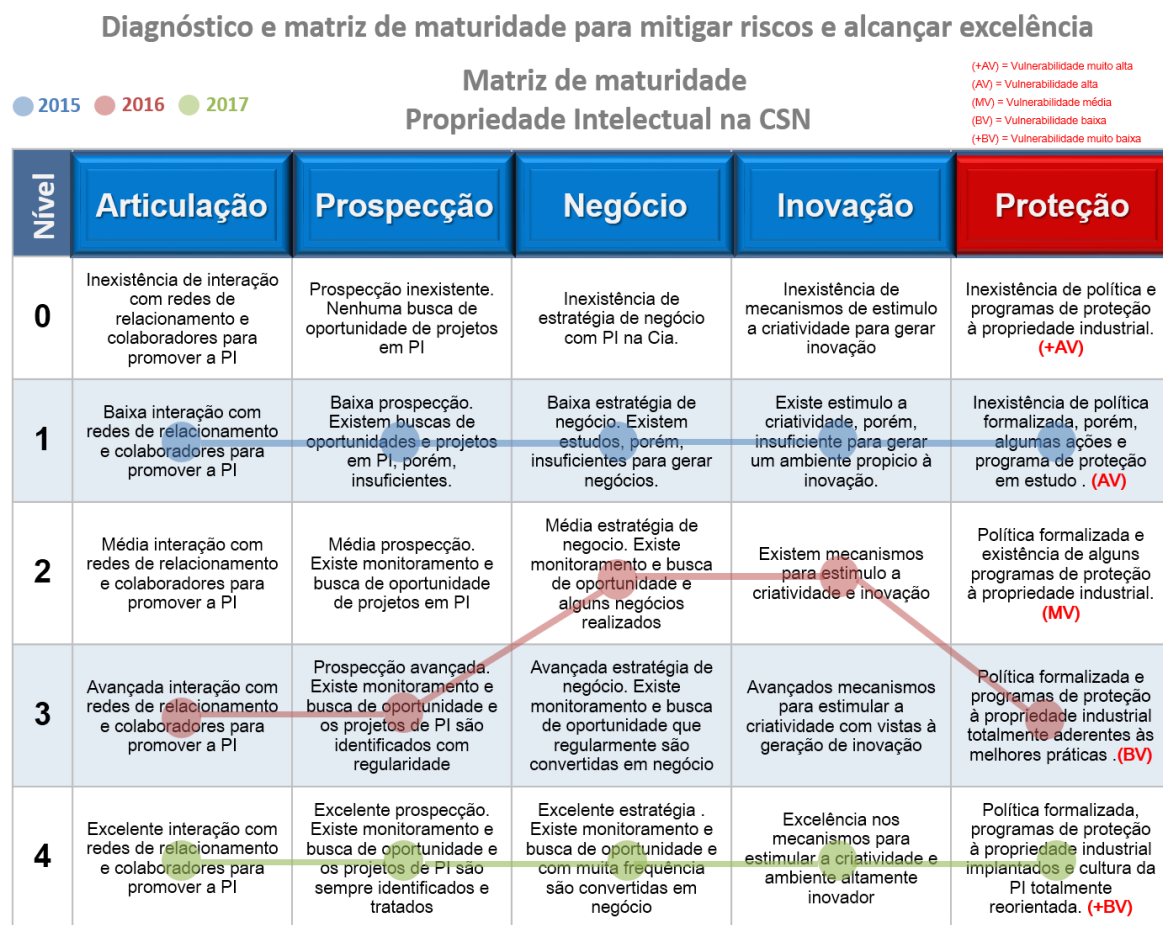 Diagnóstico e matriz de maturidade para mitigar riscos e alcançar excelência
Matriz de maturidade
Propriedade Intelectual na CSN
2015 2016 2017
(+AV) = Vulnerabilidade muito alta
(AV) = Vulnerabilidade alta
(MV) = Vulnerabilidade média
(BV) = Vulnerabilidade baixa
(+BV) = Vulnerabilidade muito baixa
Nível
Articulação
Prospecção
Negócio
Inovação
Proteção
0
Inexistência de interação
com redes de
relacionamento e
colaboradores para
promover a PI
Prospecção inexistente.
Nenhuma busca de
oportunidade de projetos
em PI
Inexistência de
estratégia de negócio
com PI na Cia.
Inexistência de
mecanismos de estimulo
a criatividade para gerar
inovação
Inexistência de política e
programas de proteção
à propriedade industrial.
(+AV)
1
Baixa interação com
redes de relacionamento
e colaboradores para
promover a PI
Baixa prospecção.
Existem buscas de
oportunidades e projetos
em PI, porém,
insuficientes.
Baixa estratégia de
negócio. Existem
estudos, porém,
insuficientes para gerar
negócios.
Existe estimulo a
criatividade, porém,
insuficiente para gerar
um ambiente propicio à
inovação.
Inexistência de política
formalizada, porém,
algumas ações e
programa de proteção
em estudo . (AV)
2
Média interação com
redes de relacionamento
e colaboradores para
promover a PI
Média prospecção.
Existe monitoramento e
busca de oportunidade
de projetos em PI
Média estratégia de
negocio. Existe
monitoramento e busca
de oportunidade e
alguns negócios
realizados
Existem mecanismos
para estimulo a
criatividade e inovação
Política formalizada e
existência de alguns
programas de proteção
à propriedade industrial.
(MV)
3
Avançada interação com
redes de relacionamento
e colaboradores para
promover a PI
Prospecção avançada.
Existe monitoramento e
busca de oportunidade e
os projetos de PI são
identificados com
regularidade
Avançada estratégia de
negócio. Existe
monitoramento e busca
de oportunidade que
regularmente são
convertidas em negócio
Avançados mecanismos
para estimular a
criatividade com vistas à
geração de inovação
Política formalizada e
programas de proteção
à propriedade industrial
totalmente aderentes às
melhores práticas .(BV)
4
Excelente interação com
redes de relacionamento
e colaboradores para
promover a PI
Excelente prospecção.
Existe monitoramento e
busca de oportunidade e
os projetos de PI são
sempre identificados e
tratados
Excelente estratégia .
Existe monitoramento e
busca de oportunidade e
com muita frequência
são convertidas em
negócio
Excelência nos
mecanismos para
estimular a criatividade e
ambiente altamente
inovador
Política formalizada,
programas de proteção
à propriedade industrial
implantados e cultura da
PI totalmente
reorientada. (+BV)